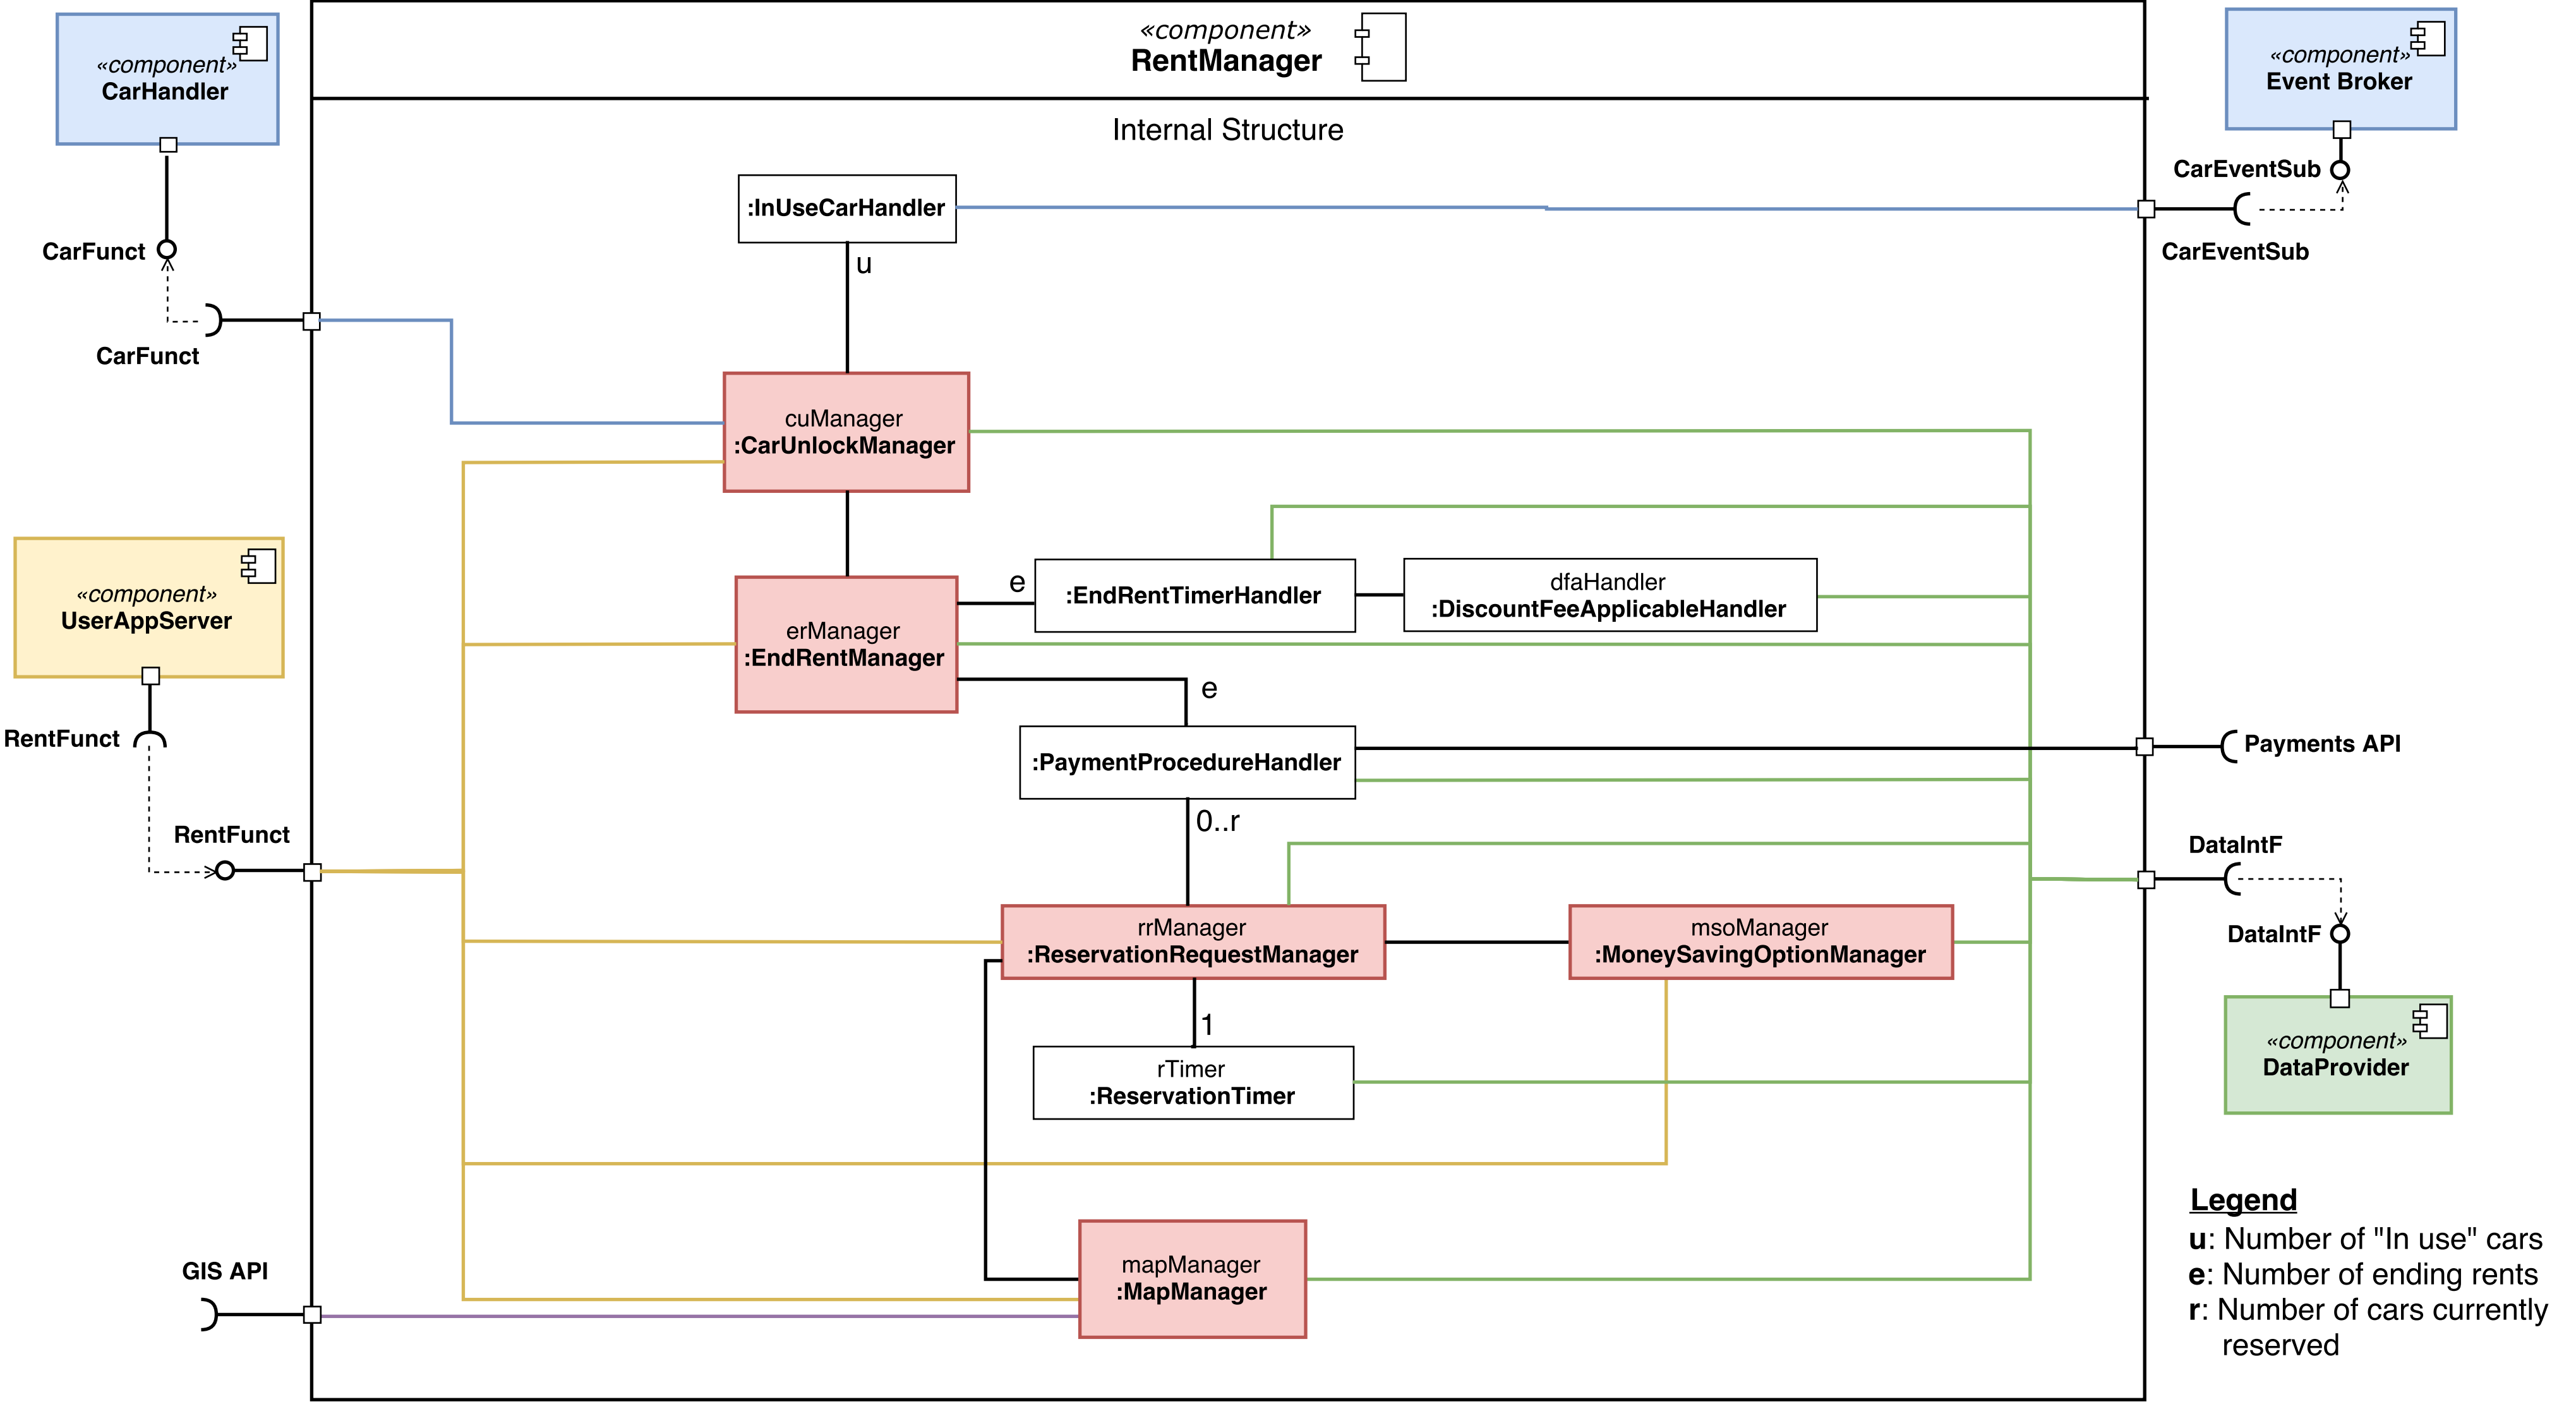 «component»
RentManager
Internal Structure
«component»
CarHandler
CarFunct
CarFunct
«component»
UserAppServer
RentFunct
RentFunct
GIS API
:InUseCarHandler
u
cuManager
:CarUnlockManager
erManager
:EndRentManager
e
:EndRentTimerHandler
dfaHandler
:DiscountFeeApplicableHandler
e
:PaymentProcedureHandler
0..r
rrManager
:ReservationRequestManager
msoManager
:MoneySavingOptionManager
1
rTimer
:ReservationTimer
mapManager
:MapManager
«component»
Event Broker
CarEventSub
CarEventSub
Payments API
DataIntF
DataIntF
«component»
DataProvider
Legend
u: Number of "In use" cars
e: Number of ending rents
r: Number of cars currently
reserved